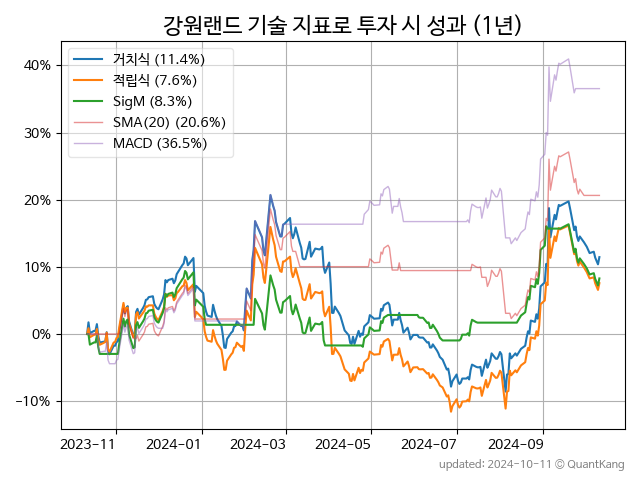 강원랜드 기술 지표로 투자 시 성과 (1년)
거치식 (11.4%)
적립식 (7.6%)
SigM (8.3%)
SMA(20) (20.6%)
MACD (36.5%)
40%
30%
20%
10%
0%
−10%
2023-11
2024-01
2024-03
2024-05
2024-07
2024-09
updated: 2024-10-11 © QuantKang